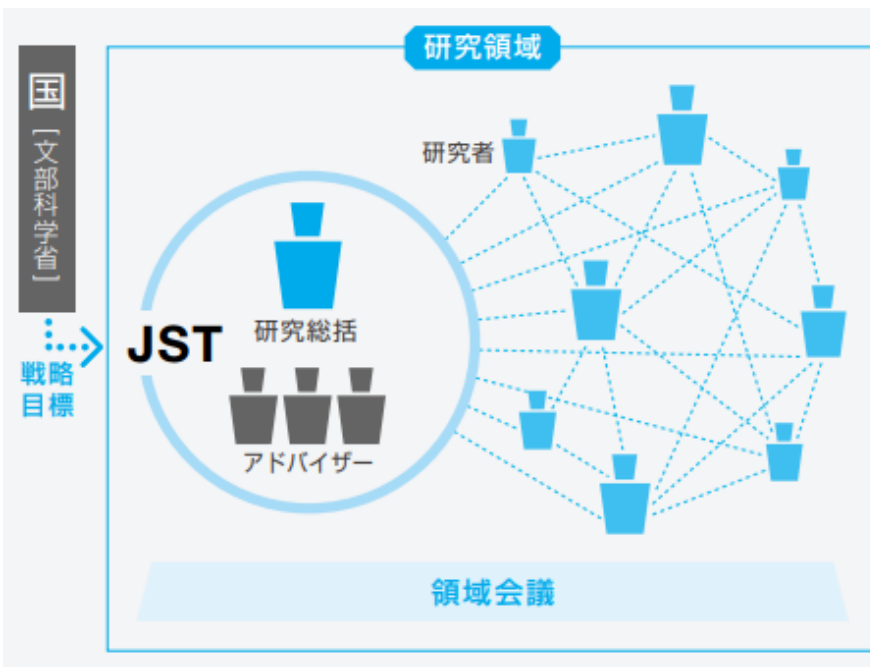 研究領域
国
［文部科学省］
戦略
目標
研究者
JST
研究総括
アドバイザー
領域会議